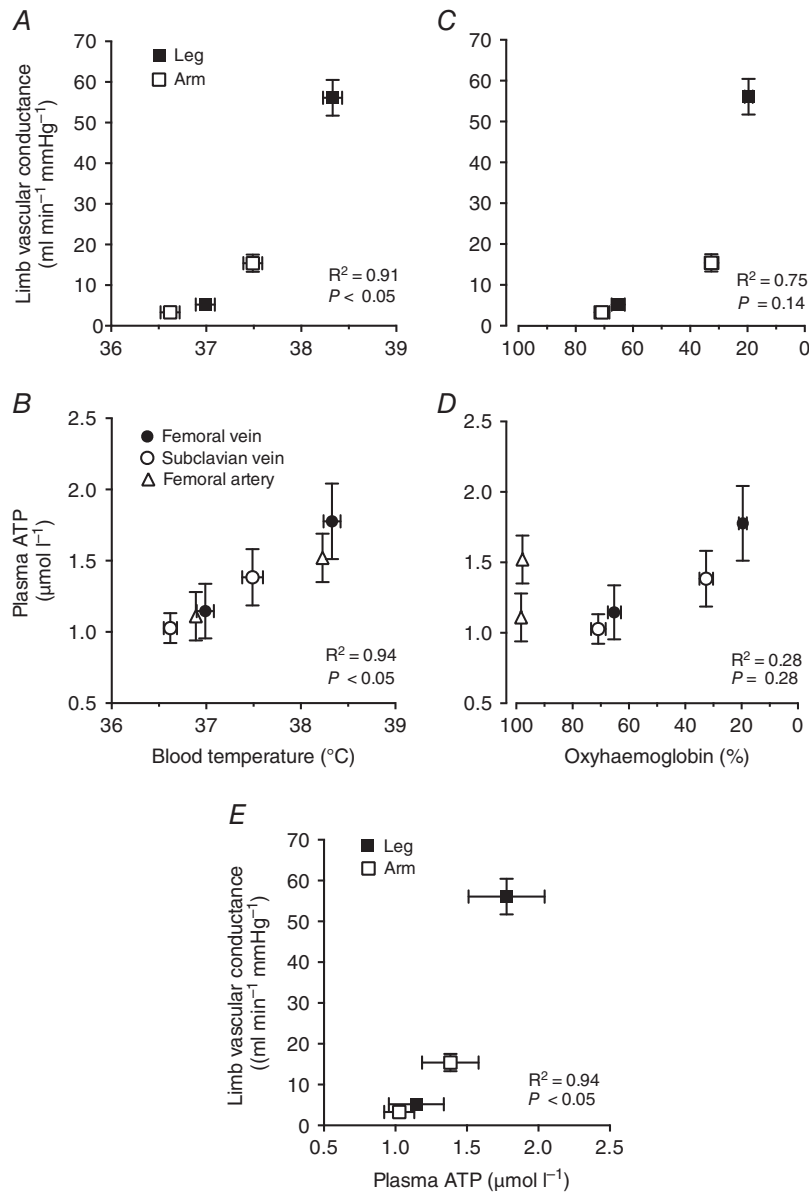 A
70
60
50
40
30
20
10
0
Leg
Arm
Limb vascular conductance
(ml min⁻¹ mmHg⁻¹)
R² = 0.91
P < 0.05
36 37 38 39
C
70
60
50
40
30
20
10
0
R² = 0.75
P = 0.14
100 80 60 40 20 0
B
2.5
2.0
1.5
1.0
0.5
Femoral vein
Subclavian vein
Femoral artery
Plasma ATP
(μmol l⁻¹)
R² = 0.94
P < 0.05
36 37 38 39
Blood temperature (°C)
D
2.5
2.0
1.5
1.0
0.5
R² = 0.28
P = 0.28
100 80 60 40 20 0
Oxyhaemoglobin (%)
E
70
60
50
40
30
20
10
0
Leg
Arm
Limb vascular conductance
((ml min⁻¹ mmHg⁻¹)
R² = 0.94
P < 0.05
0.5 1.0 1.5 2.0 2.5
Plasma ATP (μmol l⁻¹)